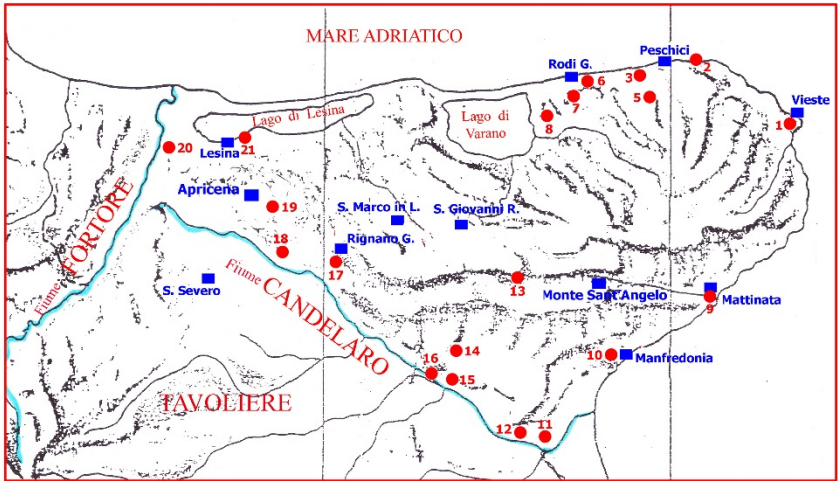 MARE ADRIATICO
Peschici
2
Rodi G.
3
6
5
7
Vieste
1
Lago di Lesina
Lago di
Varano
8
20
Lesina
21
Apricena
19
S. Marco in L.
S. Giovanni R.
18
Rignano G.
17
Fiume FORTORE
S. Severo
Fiume CANDELARO
13
Monte Sant'Angelo
Mattinata
9
14
10
Manfredonia
16
15
TAVOLIERE
12
11